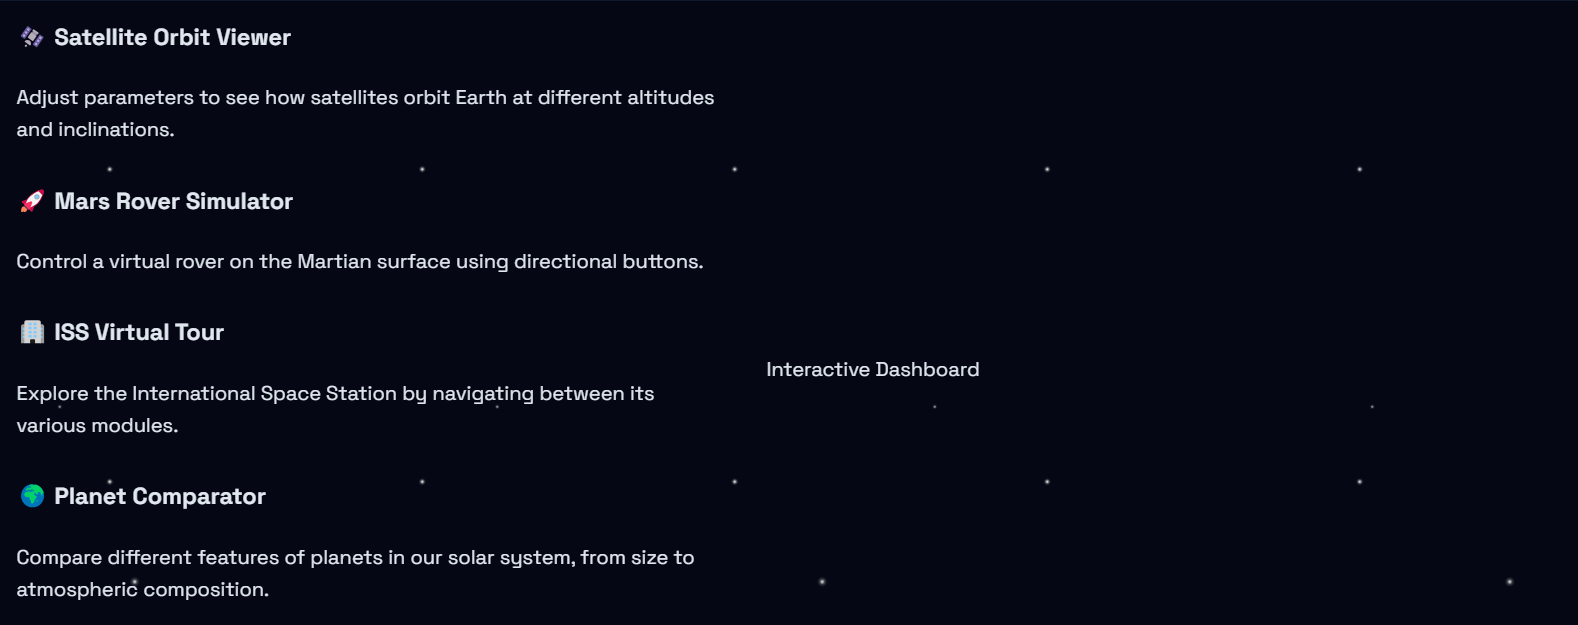 Satellite Orbit Viewer
Adjust parameters to see how satellites orbit Earth at different altitudes
and inclinations.
Mars Rover Simulator
Control a virtual rover on the Martian surface using directional buttons.
ISS Virtual Tour
Explore the International Space Station by navigating between its
various modules.
Planet Comparator
Compare different features of planets in our solar system, from size to
atmospheric composition.
Interactive Dashboard